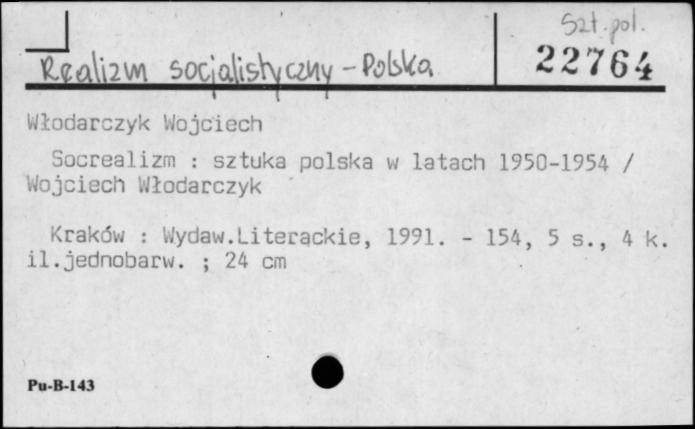 Szt. pol.
22764
Realizm socjalistyczny - Polska
Włodarczyk Wojciech
Socrealizm : sztuka polska w latach 1950-1954 /
Wojciech Włodarczyk
Kraków : Wydaw.Literackie, 1991. - 154, 5 s., 4 k.
il.jednobarw. ; 24 cm
Pu-B-143